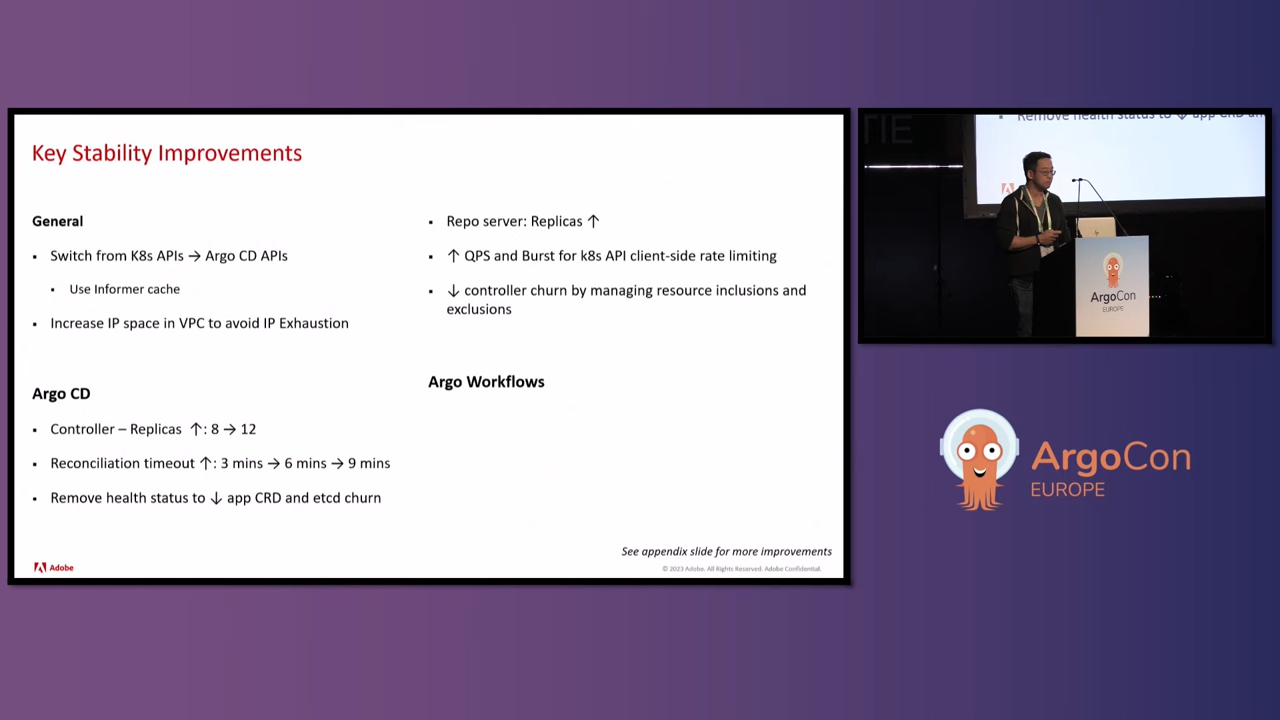 Key Stability Improvements
General
▪ Switch from K8s APIs → Argo CD APIs
▪ Use Informer cache
▪ Increase IP space in VPC to avoid IP Exhaustion
Argo CD
▪ Controller – Replicas ↑: 8 → 12
▪ Reconciliation timeout ↑: 3 mins → 6 mins → 9 mins
▪ Remove health status to ↓ app CRD and etcd churn
▪ Repo server: Replicas ↑
▪ ↑ QPS and Burst for k8s API client-side rate limiting
▪ ↓ controller churn by managing resource inclusions and
exclusions
Argo Workflows
See appendix slide for more improvements
Adobe
© 2023 Adobe. All Rights Reserved. Adobe Confidential.
TIE
Remove health status to ↓ app CRD an
ArgoCon
EUROPE
ArgoCon
EUROPE